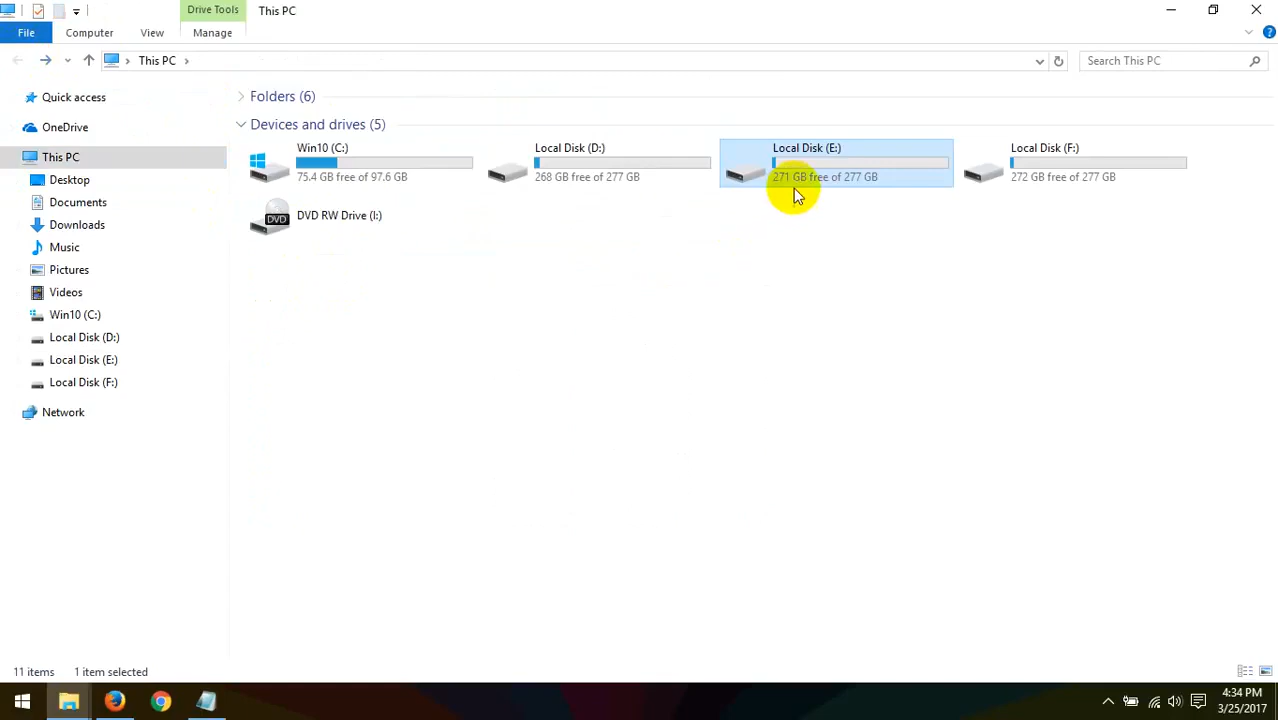 Drive Tools
This PC
File
Computer
View
Manage
This PC
Search This PC
Quick access
OneDrive
This PC
Desktop
Documents
Downloads
Music
Pictures
Videos
Win10 (C:)
Local Disk (D:)
Local Disk (E:)
Local Disk (F:)
Network
Folders (6)
Devices and drives (5)
Win10 (C:)
75.4 GB free of 97.6 GB
Local Disk (D:)
268 GB free of 277 GB
Local Disk (E:)
271 GB free of 277 GB
Local Disk (F:)
272 GB free of 277 GB
DVD
DVD RW Drive (I:)
11 items
1 item selected
4:34 PM
3/25/2017